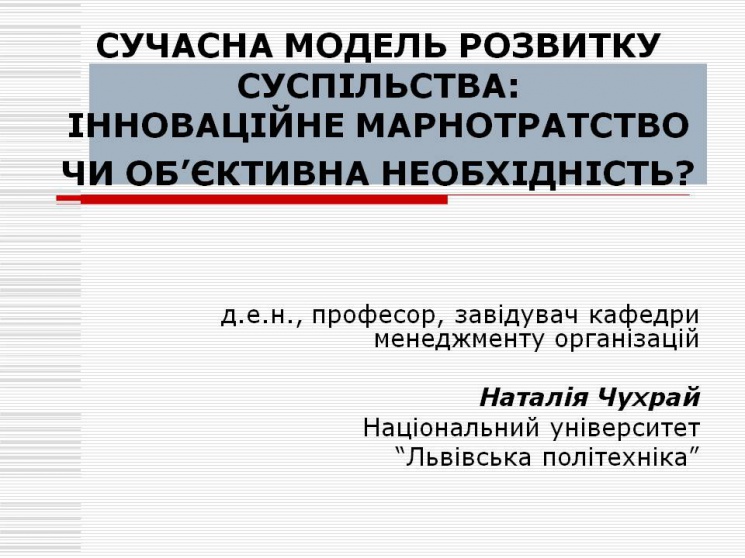 СУЧАСНА МОДЕЛЬ РОЗВИТКУ
СУСПІЛЬСТВА:
ІННОВАЦІЙНЕ МАРНОТРАТСТВО
ЧИ ОБ’ЄКТИВНА НЕОБХІДНІСТЬ?
д.е.н., професор, завідувач кафедри
менеджменту організацій
Наталія Чухрай
Національний університет
“Львівська політехніка”